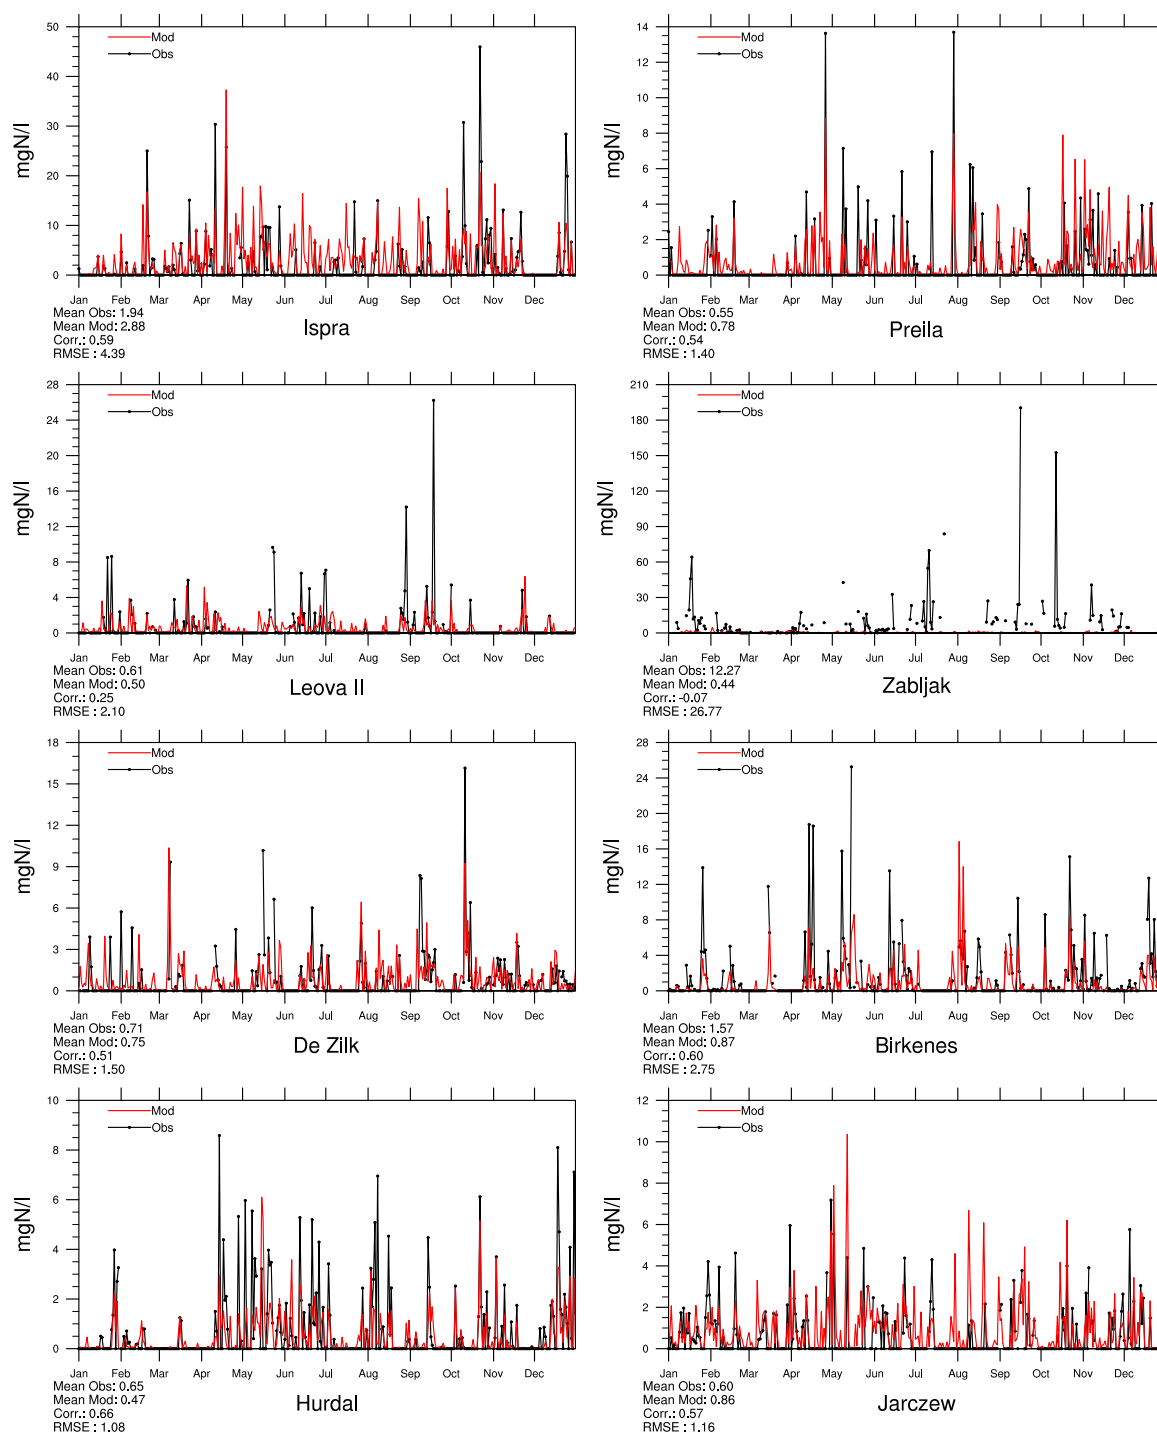 50
40
30
20
10
0
mgN/l
Mod
Obs
Jan Feb Mar Apr May Jun Jul Aug Sep Oct Nov Dec
Mean Obs: 1.94
Mean Mod: 2.88
Corr.: 0.59
RMSE : 4.39
Ispra
14
12
10
8
6
4
2
0
mgN/l
Mod
Obs
Jan Feb Mar Apr May Jun Jul Aug Sep Oct Nov Dec
Mean Obs: 0.55
Mean Mod: 0.78
Corr.: 0.54
RMSE : 1.40
Preila
28
24
20
16
12
8
4
0
mgN/l
Mod
Obs
Jan Feb Mar Apr May Jun Jul Aug Sep Oct Nov Dec
Mean Obs: 0.61
Mean Mod: 0.50
Corr.: 0.25
RMSE : 2.10
Leova II
210
180
150
120
90
60
30
0
mgN/l
Mod
Obs
Jan Feb Mar Apr May Jun Jul Aug Sep Oct Nov Dec
Mean Obs: 12.27
Mean Mod: 0.44
Corr.: -0.07
RMSE : 26.77
Zabljak
18
15
12
9
6
3
0
mgN/l
Mod
Obs
Jan Feb Mar Apr May Jun Jul Aug Sep Oct Nov Dec
Mean Obs: 0.71
Mean Mod: 0.75
Corr.: 0.51
RMSE : 1.50
De Zilk
28
24
20
16
12
8
4
0
mgN/l
Mod
Obs
Jan Feb Mar Apr May Jun Jul Aug Sep Oct Nov Dec
Mean Obs: 1.57
Mean Mod: 0.87
Corr.: 0.60
RMSE : 2.75
Birkenes
10
8
6
4
2
0
mgN/l
Mod
Obs
Jan Feb Mar Apr May Jun Jul Aug Sep Oct Nov Dec
Mean Obs: 0.65
Mean Mod: 0.47
Corr.: 0.66
RMSE : 1.08
Hurdal
12
10
8
6
4
2
0
mgN/l
Mod
Obs
Jan Feb Mar Apr May Jun Jul Aug Sep Oct Nov Dec
Mean Obs: 0.60
Mean Mod: 0.86
Corr.: 0.57
RMSE : 1.16
Jarczew